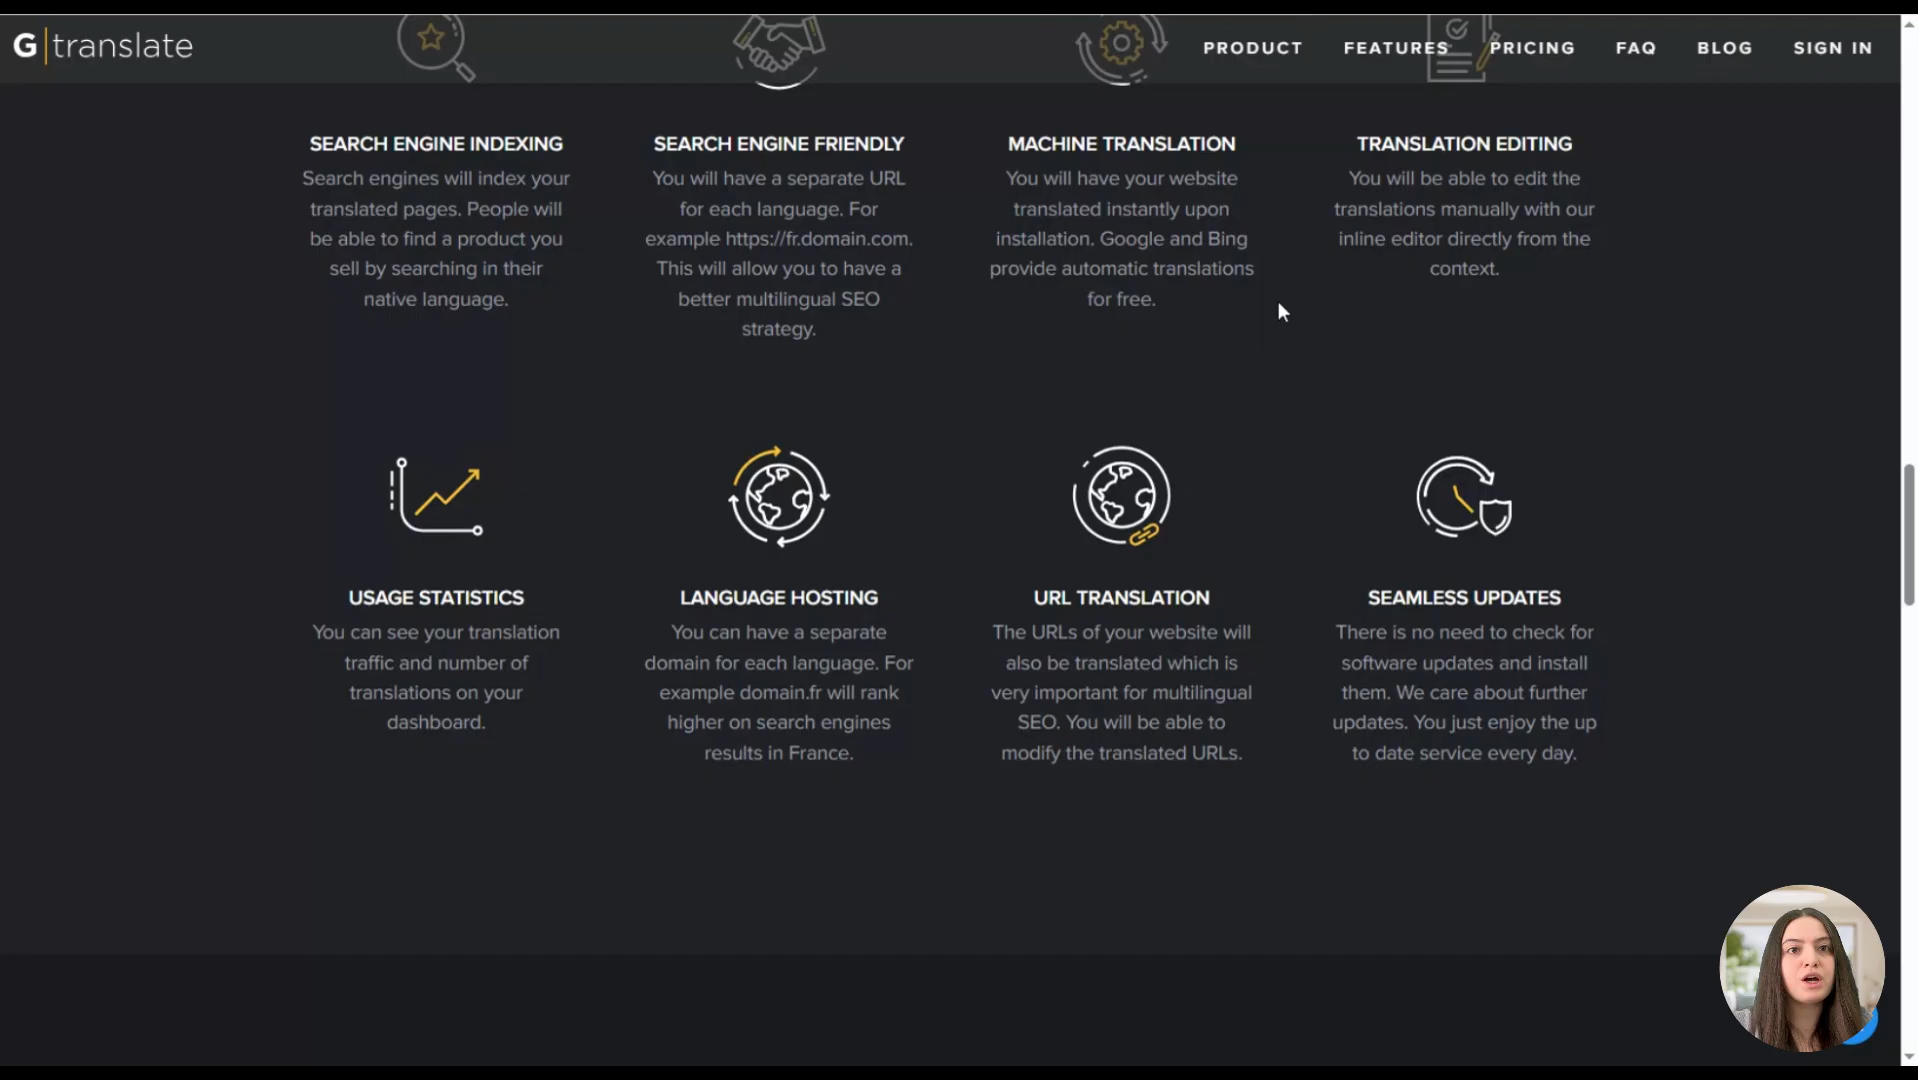 G|translate
PRODUCT
FEATURES
PRICING
FAQ
BLOG
SIGN IN
SEARCH ENGINE INDEXING
Search engines will index your
translated pages. People will
be able to find a product you
sell by searching in their
native language.
SEARCH ENGINE FRIENDLY
You will have a separate URL
for each language. For
example https://fr.domain.com.
This will allow you to have a
better multilingual SEO
strategy.
MACHINE TRANSLATION
You will have your website
translated instantly upon
installation. Google and Bing
provide automatic translations
for free.
TRANSLATION EDITING
You will be able to edit the
translations manually with our
inline editor directly from the
context.
USAGE STATISTICS
You can see your translation
traffic and number of
translations on your
dashboard.
LANGUAGE HOSTING
You can have a separate
domain for each language. For
example domain.fr will rank
higher on search engines
results in France.
URL TRANSLATION
The URLs of your website will
also be translated which is
very important for multilingual
SEO. You will be able to
modify the translated URLs.
SEAMLESS UPDATES
There is no need to check for
software updates and install
them. We care about further
updates. You just enjoy the up
to date service every day.